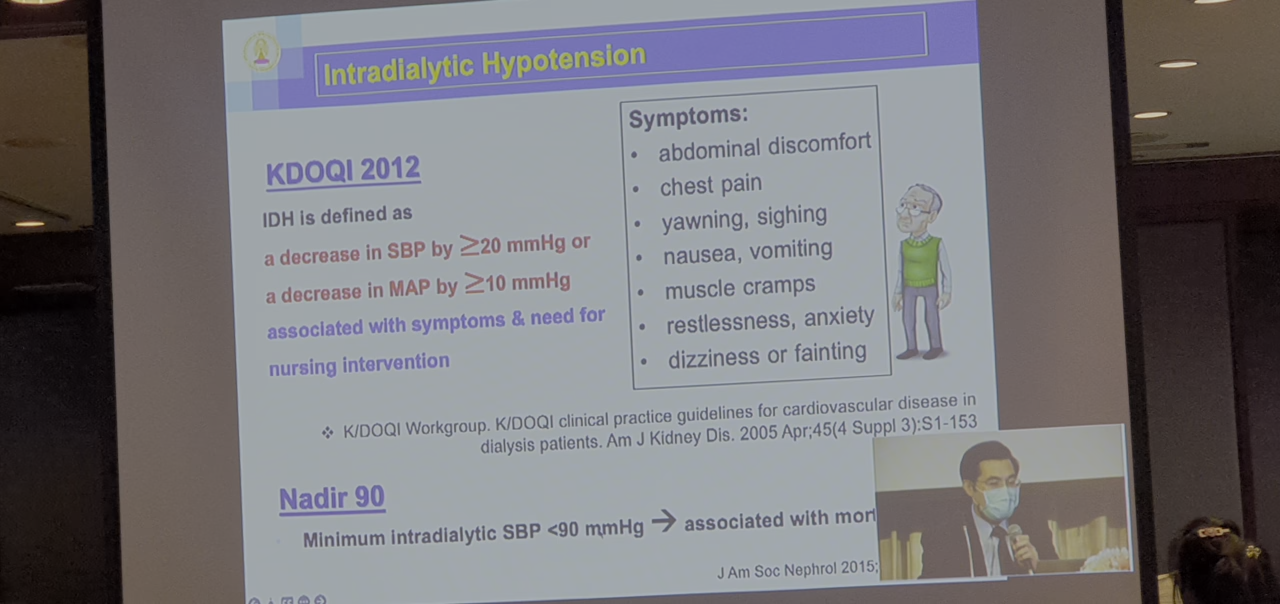 Intradialytic Hypotension
KDOQI 2012
IDH is defined as
a decrease in SBP by ≥20 mmHg or
a decrease in MAP by ≥10 mmHg
associated with symptoms & need for
nursing intervention
Symptoms:
• abdominal discomfort
• chest pain
• yawning, sighing
• nausea, vomiting
• muscle cramps
• restlessness, anxiety
• dizziness or fainting
❖ K/DOQI Workgroup. K/DOQI clinical practice guidelines for cardiovascular disease in
dialysis patients. Am J Kidney Dis. 2005 Apr;45(4 Suppl 3):S1-153
Nadir 90
Minimum intradialytic SBP <90 mmHg → associated with
J Am Soc Nephrol 2015;